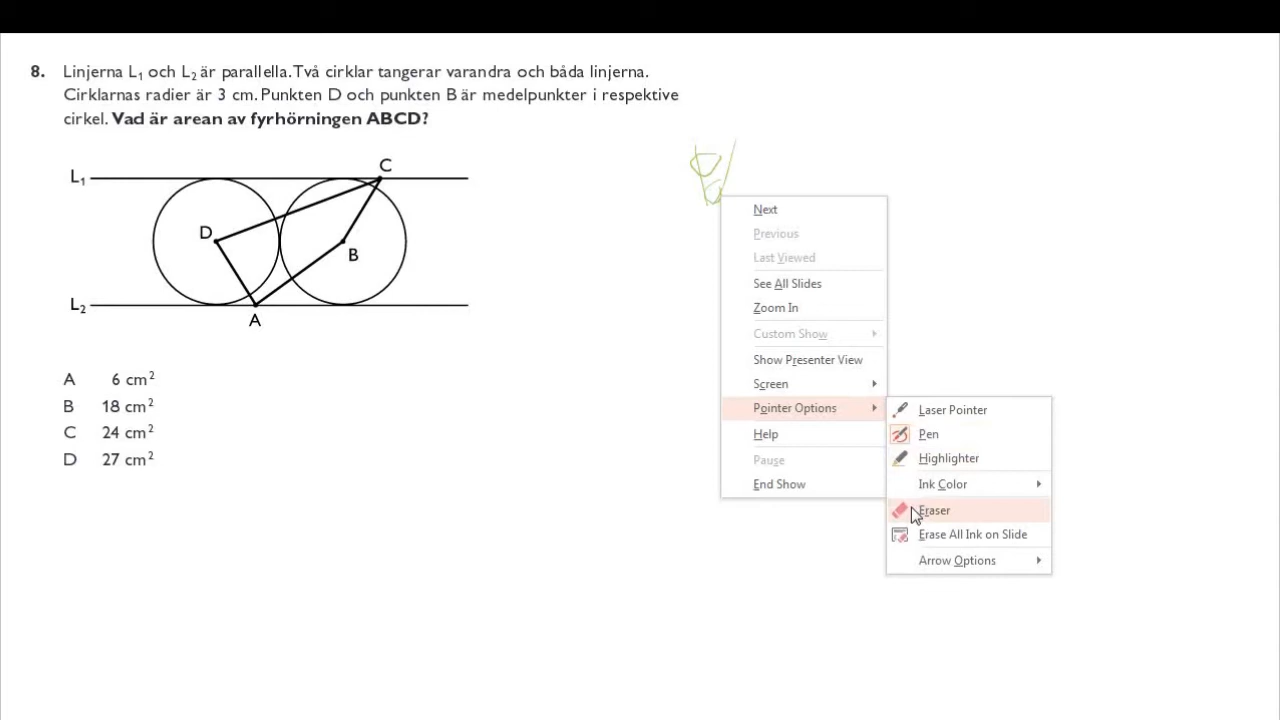 8. Linjerna L₁ och L₂ är parallella. Två cirklar tangerar varandra och båda linjerna.
Cirklarnas radier är 3 cm. Punkten D och punkten B är medelpunkter i respektive
cirkel. Vad är arean av fyrhörningen ABCD?
C
L₁
D
B
L₂
A
A 6 cm²
B 18 cm²
C 24 cm²
D 27 cm²
Next
Previous
Last Viewed
See All Slides
Zoom In
Custom Show
Show Presenter View
Screen
Pointer Options
Help
Pause
End Show
Laser Pointer
Pen
Highlighter
Ink Color
Eraser
Erase All Ink on Slide
Arrow Options